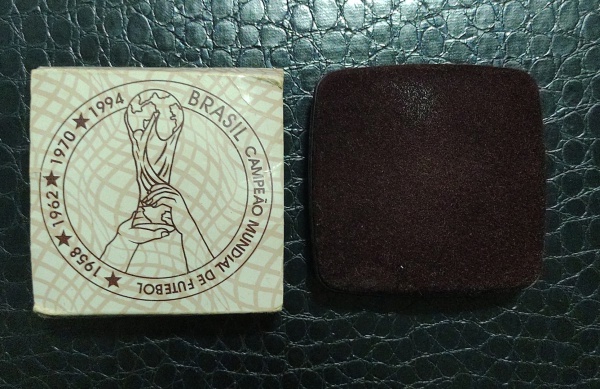 BRASIL CAMPEÃO MUNDIAL DE FUTEBOL
1958 ★ 1962 ★ 1970 ★ 1994